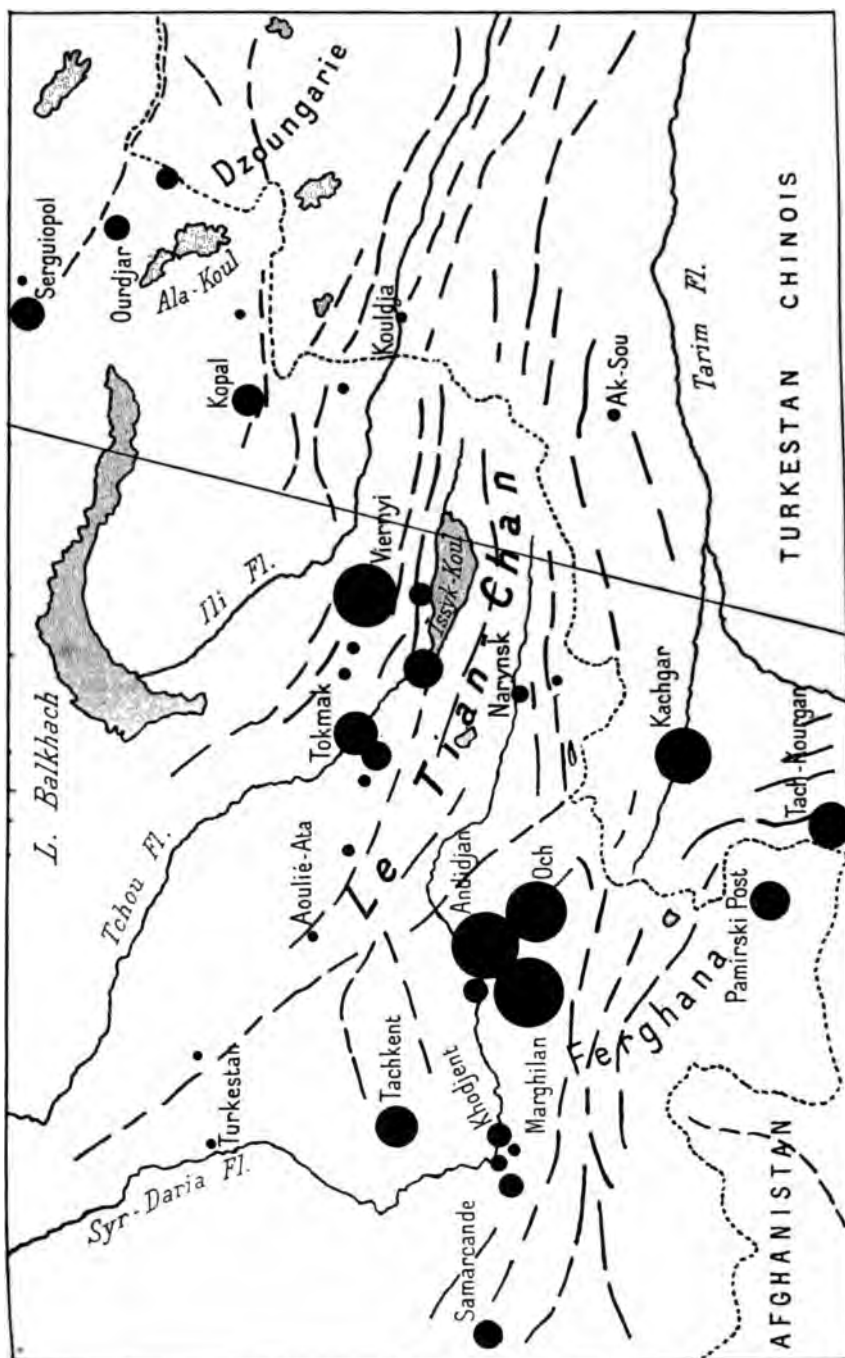 Serguiopol
Ourdjar
Ala-Koul
Dzoungarie
Kopal
Kouldja
L. Balkhach
Ili Fl.
Viernyi
Issyk-Koul
Tokmak
Tchou Fl.
Aoulié-Ata
Le Tian Chan
Narynsk
Ak-Sou
Tarim Fl.
TURKESTAN CHINOIS
Kachgar
Tach-Kourgan
Pamirski Post
Andidjan
Och
Marghilan
Ferghana
Khodjent
Tachkent
Turkestan
Syr-Daria Fl.
Samarcande
AFGHANISTAN